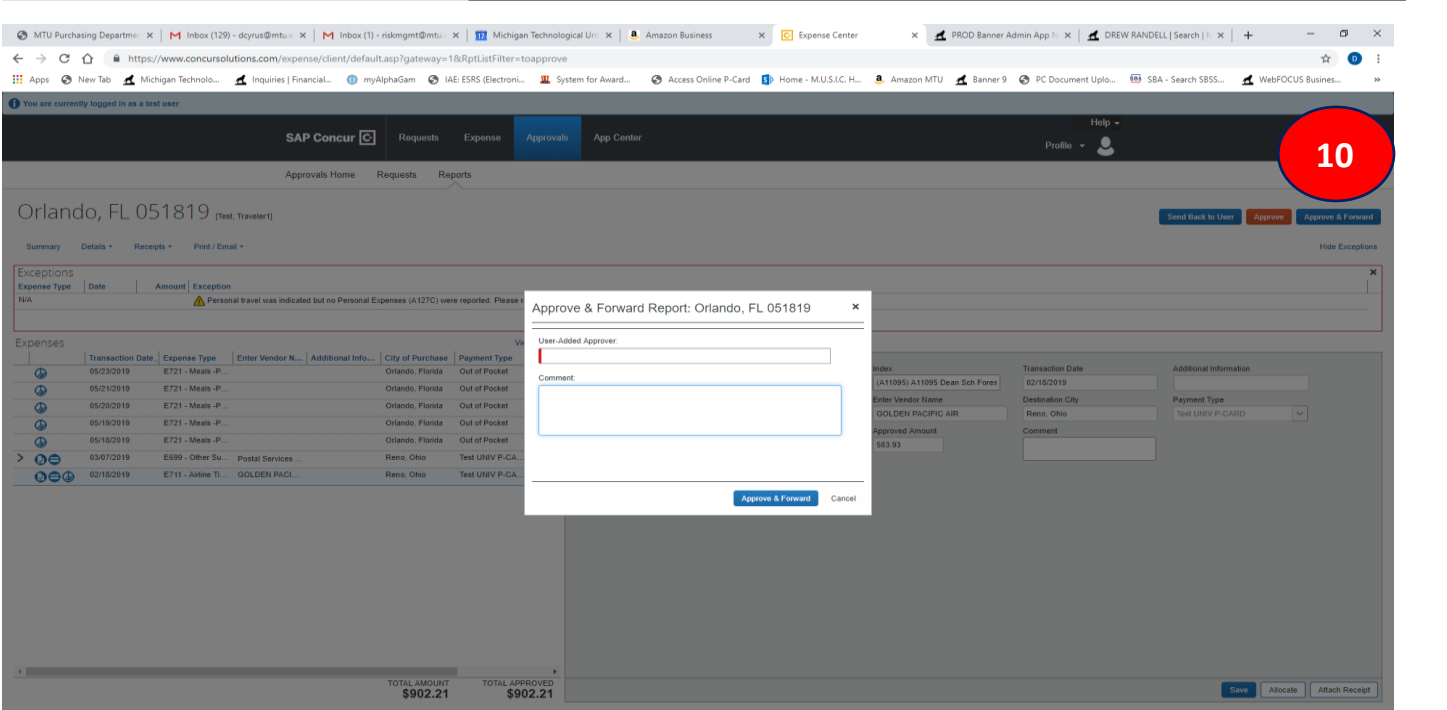 MTU Purchasing Departmen
Inbox (129) - dcyrus@mtu.e
Inbox (1) - riskmgmt@mtu.e
Michigan Technological Uni
Amazon Business
Expense Center
PROD Banner Admin App N
DREW RANDELL | Search |
https://www.concursolutions.com/expense/client/default.asp?gateway=1&RptListFilter=toapprove
Apps New Tab Michigan Technolo... Inquiries | Financial... myAlphaGam IAE: ESRS (Electroni... System for Award... Access Online P-Card Home - M.U.S.I.C. H... Amazon MTU Banner 9 PC Document Uplo... SBA - Search SBSS... WebFOCUS Busines... »
You are currently logged in as a test user
SAP Concur C Requests Expense Approvals App Center
Help
Profile
10
Approvals Home Requests Reports
Orlando, FL 051819 [Test, Traveler1]
Send Back to User Approve Approve & Forward
Summary Details Receipts Print / Email
Hide Exceptions
Exceptions
Expense Type Date Amount Exception
N/A Personal travel was indicated but no Personal Expenses (A127C) were reported. Please r
Approve & Forward Report: Orlando, FL 051819
User-Added Approver:
Comment:
Approve & Forward Cancel
Expenses
Transaction Date Expense Type Enter Vendor N... Additional Info... City of Purchase Payment Type
05/23/2019 E721 - Meals -P... Orlando, Florida Out of Pocket
05/21/2019 E721 - Meals -P... Orlando, Florida Out of Pocket
05/20/2019 E721 - Meals -P... Orlando, Florida Out of Pocket
05/19/2019 E721 - Meals -P... Orlando, Florida Out of Pocket
05/18/2019 E721 - Meals -P... Orlando, Florida Out of Pocket
03/07/2019 E699 - Other Su... Postal Services ... Reno, Ohio Test UNIV P-CA...
02/18/2019 E711 - Airline Ti... GOLDEN PACI... Reno, Ohio Test UNIV P-CA...
Index Transaction Date Additional Information
(A11095) A11095 Dean Sch Fores 02/18/2019
Enter Vendor Name Destination City Payment Type
GOLDEN PACIFIC AIR Reno, Ohio Test UNIV P-CARD
Approved Amount Comment
583.93
TOTAL AMOUNT TOTAL APPROVED
$902.21 $902.21
Save Allocate Attach Receipt